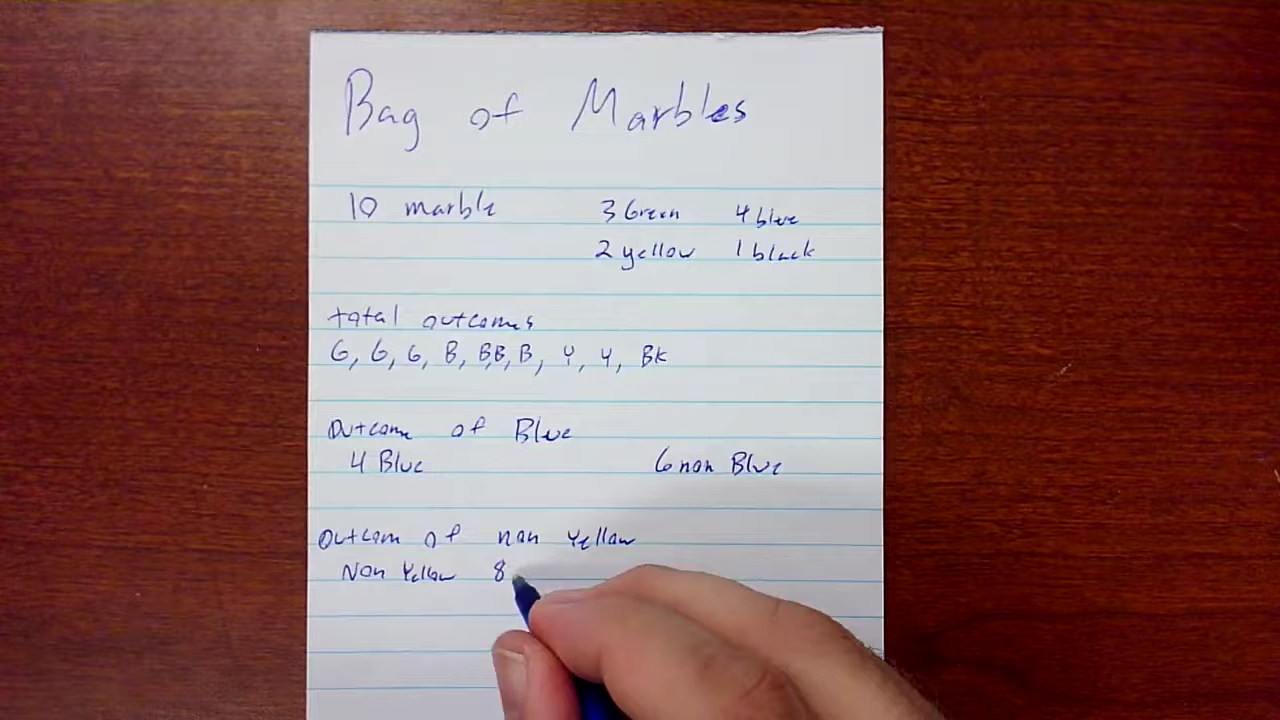 Bag of Marbles
10 marble 3 Green 4 blue
2 yellow 1 black
total outcomes
G, G, G, B, BB, B, Y, Y, BK
Outcome of Blue
4 Blue 6 non Blue
Outcom of non Yellow
Non Yellow 8